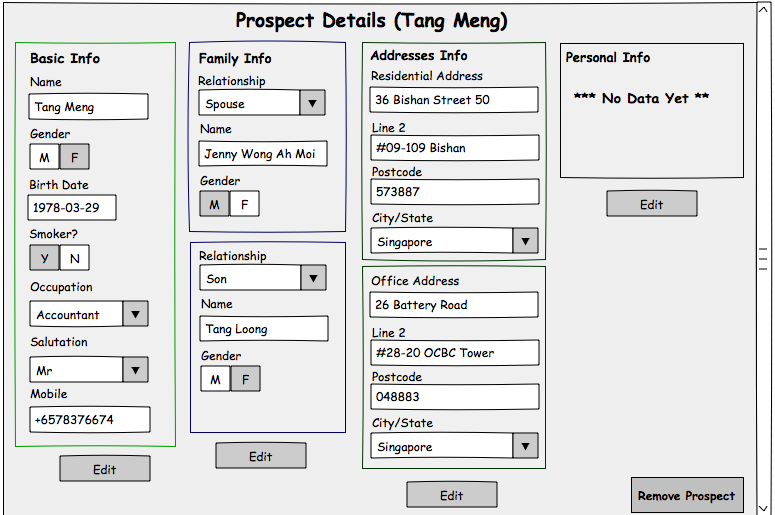 Prospect Details (Tang Meng)
Basic Info
Name
Tang Meng
Gender
M F
Birth Date
1978-03-29
Smoker?
Y N
Occupation
Accountant
Salutation
Mr
Mobile
+6578376674
Edit
Family Info
Relationship
Spouse
Name
Jenny Wong Ah Moi
Gender
M F
Relationship
Son
Name
Tang Loong
Gender
M F
Edit
Addresses Info
Residential Address
36 Bishan Street 50
Line 2
#09-109 Bishan
Postcode
573887
City/State
Singapore
Office Address
26 Battery Road
Line 2
#28-20 OCBC Tower
Postcode
048883
City/State
Singapore
Edit
Personal Info
*** No Data Yet **
Edit
Remove Prospect